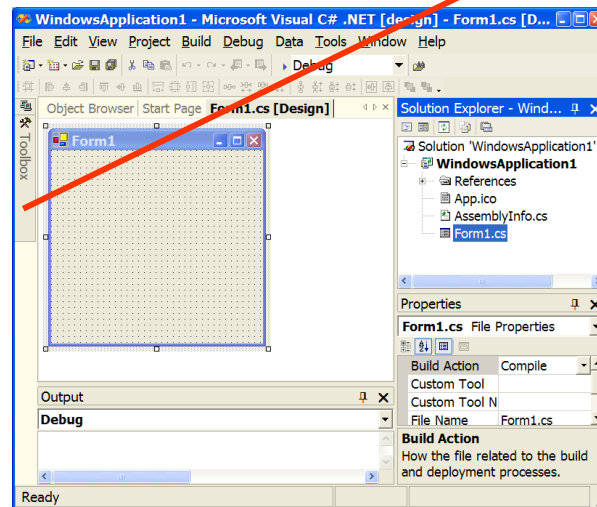 WindowsApplication1 - Microsoft Visual C# .NET [design] - Form1.cs [D...
File Edit View Project Build Debug Data Tools Window Help
Debug
Object Browser Start Page Form1.cs [Design]
Toolbox
Form1
Solution Explorer - Wind...
Solution 'WindowsApplication1'
WindowsApplication1
References
App.ico
AssemblyInfo.cs
Form1.cs
Properties
Form1.cs File Properties
Build Action Compile
Custom Tool
Custom Tool N
File Name Form1.cs
Build Action
How the file related to the build
and deployment processes.
Output
Debug
Ready